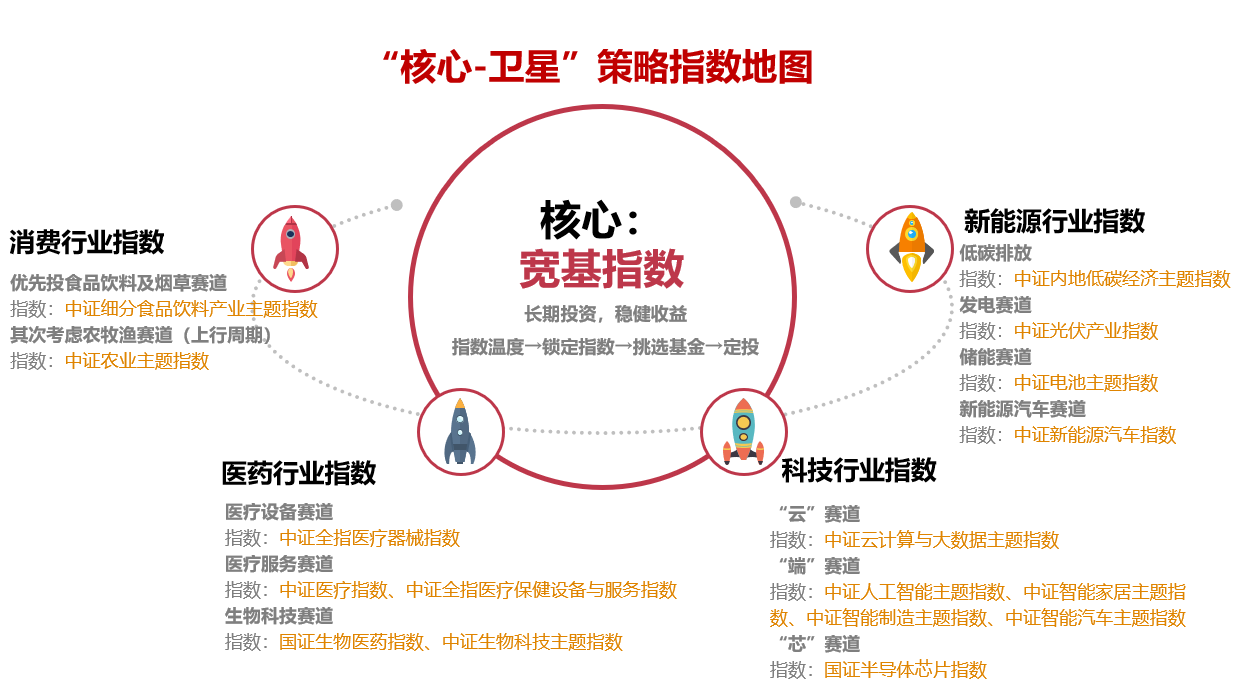 “核心-卫星”策略指数地图
核心：
宽基指数
长期投资，稳健收益
指数温度→锁定指数→挑选基金→定投
消费行业指数
优先投食品饮料及烟草赛道
指数：中证细分食品饮料产业主题指数
其次考虑农牧渔赛道（上行周期）
指数：中证农业主题指数
新能源行业指数
低碳排放
指数：中证内地低碳经济主题指数
发电赛道
指数：中证光伏产业指数
储能赛道
指数：中证电池主题指数
新能源汽车赛道
指数：中证新能源汽车指数
医药行业指数
医疗设备赛道
指数：中证全指医疗器械指数
医疗服务赛道
指数：中证医疗指数、中证全指医疗保健设备与服务指数
生物科技赛道
指数：国证生物医药指数、中证生物科技主题指数
科技行业指数
“云”赛道
指数：中证云计算与大数据主题指数
“端”赛道
指数：中证人工智能主题指数、中证智能家居主题指
数、中证智能制造主题指数、中证智能汽车主题指数
“芯”赛道
指数：国证半导体芯片指数